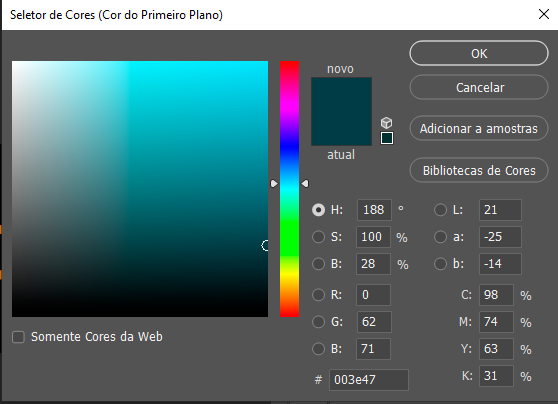 Seletor de Cores (Cor do Primeiro Plano)
novo
atual
OK
Cancelar
Adicionar a amostras
Bibliotecas de Cores
H: 188 °
S: 100 %
B: 28 %
R: 0
G: 62
B: 71
# 003e47
L: 21
a: -25
b: -14
C: 98 %
M: 74 %
Y: 63 %
K: 31 %
Somente Cores da Web